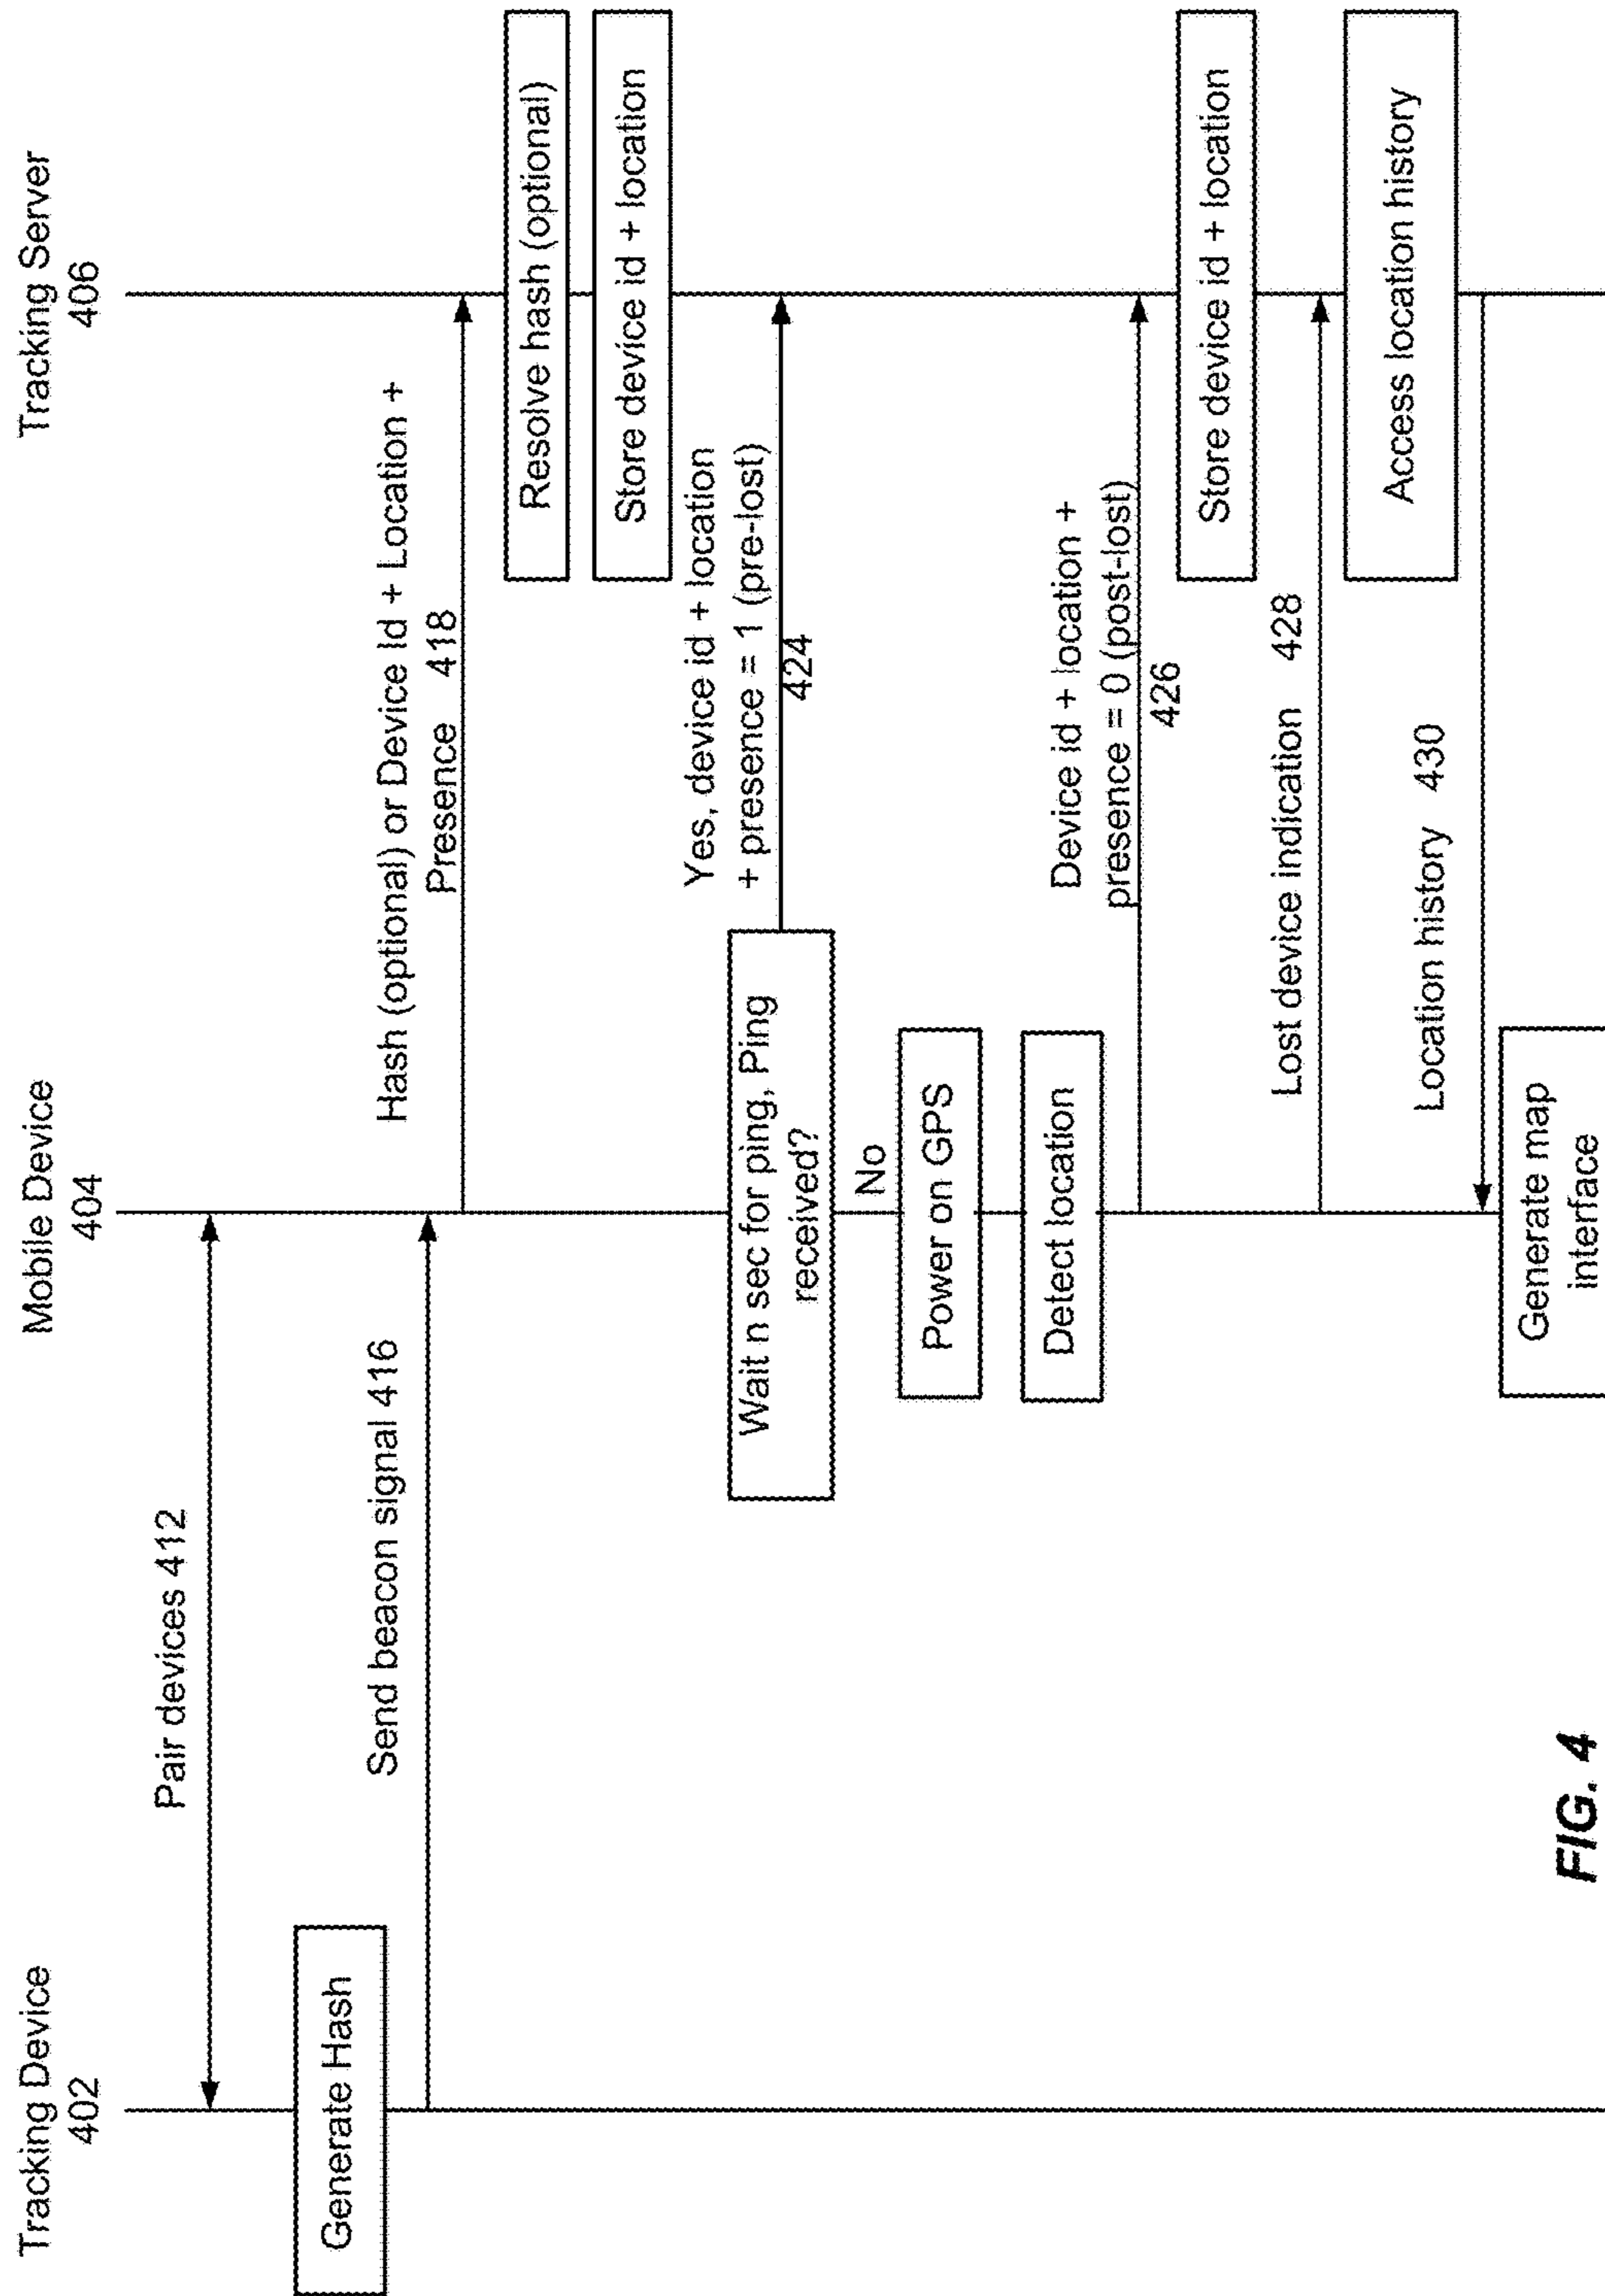 Tracking Device
402
Mobile Device
404
Tracking Server
406
Pair devices 412
Generate Hash
Send beacon signal 416
Hash (optional) or Device Id + Location +
Presence 418
Resolve hash (optional)
Store device id + location
Wait n sec for ping, Ping
received?
Yes, device id + location
+ presence = 1 (pre-lost)
424
No
Power on GPS
Detect location
Device id + location +
presence = 0 (post-lost)
426
Store device id + location
Lost device indication 428
Access location history
Location history 430
Generate map
interface
FIG. 4